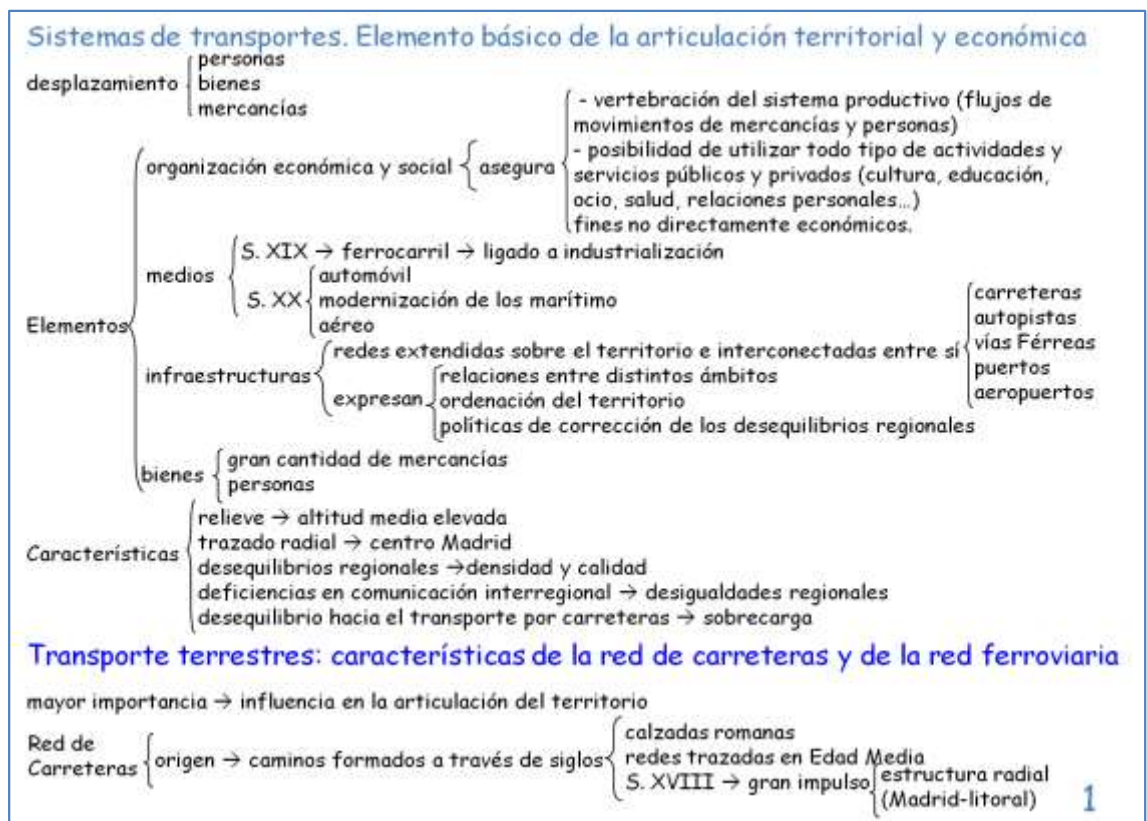 Sistemas de transportes. Elemento básico de la articulación territorial y económica
desplazamiento
personas
bienes
mercancías
Elementos
organización económica y social
asegura
- vertebración del sistema productivo (flujos de
movimientos de mercancías y personas)
- posibilidad de utilizar todo tipo de actividades y
servicios públicos y privados (cultura, educación,
ocio, salud, relaciones personales...)
fines no directamente económicos.
medios
S. XIX → ferrocarril → ligado a industrialización
S. XX
automóvil
modernización de los marítimo
aéreo
infraestructuras
redes extendidas sobre el territorio e interconectadas entre sí
carreteras
autopistas
vías Férreas
puertos
aeropuertos
expresan
relaciones entre distintos ámbitos
ordenación del territorio
políticas de corrección de los desequilibrios regionales
bienes
gran cantidad de mercancías
personas
Características
relieve → altitud media elevada
trazado radial → centro Madrid
desequilibrios regionales →densidad y calidad
deficiencias en comunicación interregional → desigualdades regionales
desequilibrio hacia el transporte por carreteras → sobrecarga
Transporte terrestres: características de la red de carreteras y de la red ferroviaria
mayor importancia → influencia en la articulación del territorio
Red de
Carreteras
origen → caminos formados a través de siglos
calzadas romanas
redes trazadas en Edad Media
S. XVIII → gran impulso
estructura radial
(Madrid-litoral)
1